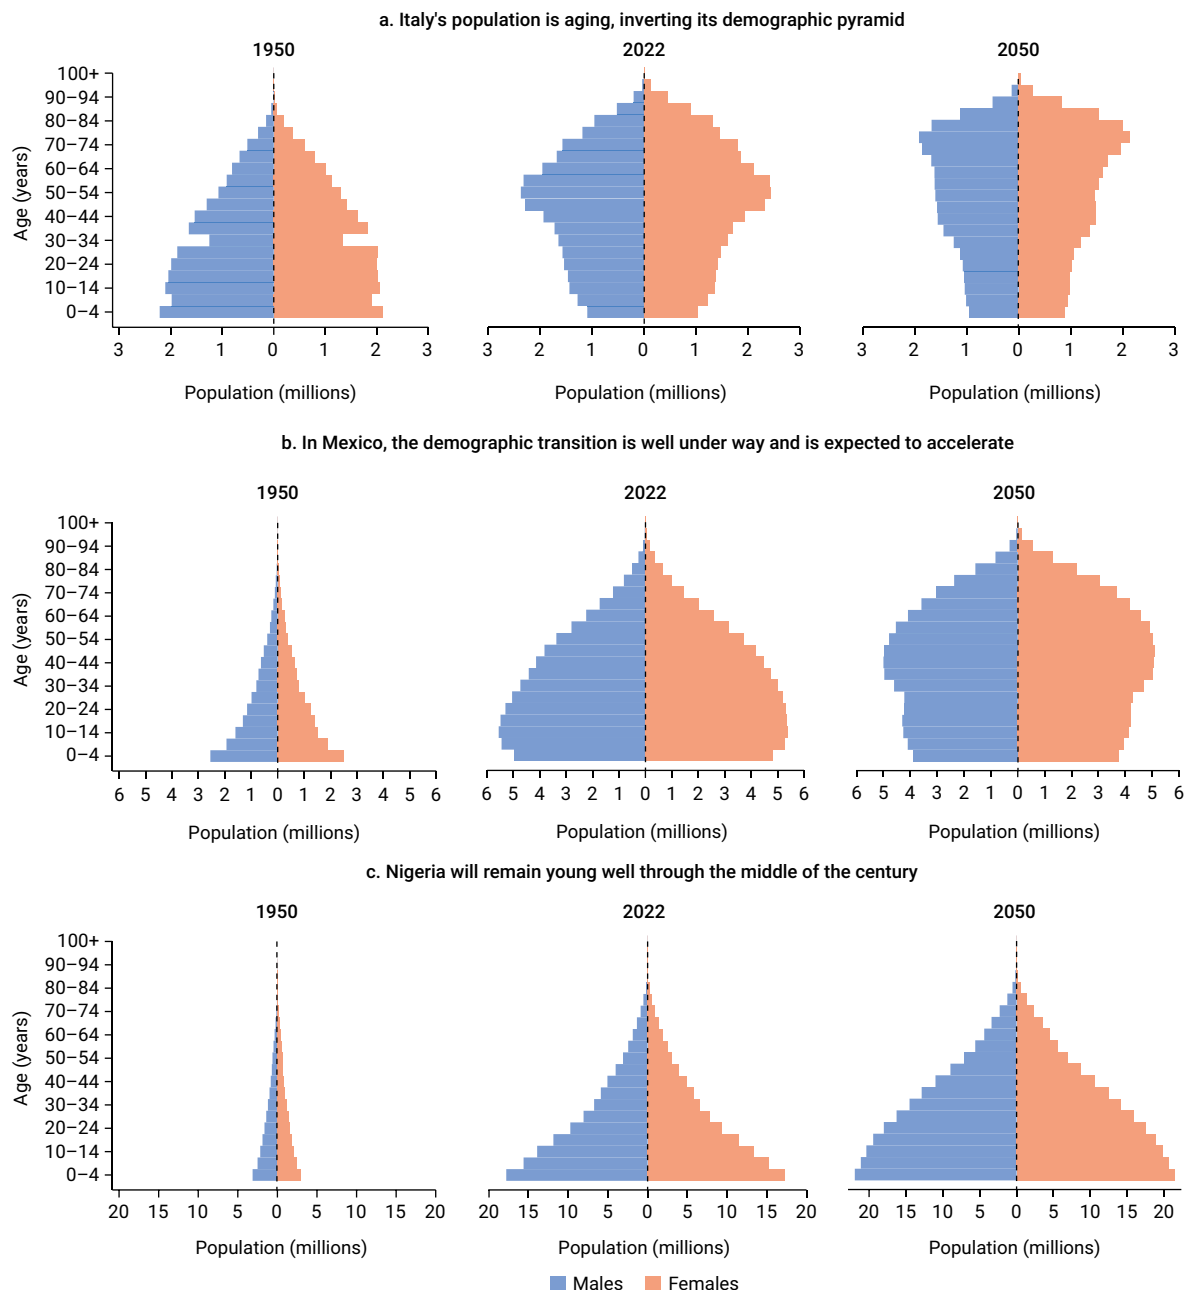 a. Italy's population is aging, inverting its demographic pyramid
1950 2022 2050
Age (years)
100+
90–94
80–84
70–74
60–64
50–54
40–44
30–34
20–24
10–14
0–4
3 2 1 0 1 2 3 3 2 1 0 1 2 3 3 2 1 0 1 2 3
Population (millions) Population (millions) Population (millions)
b. In Mexico, the demographic transition is well under way and is expected to accelerate
1950 2022 2050
Age (years)
100+
90–94
80–84
70–74
60–64
50–54
40–44
30–34
20–24
10–14
0–4
6 5 4 3 2 1 0 1 2 3 4 5 6 6 5 4 3 2 1 0 1 2 3 4 5 6 6 5 4 3 2 1 0 1 2 3 4 5 6
Population (millions) Population (millions) Population (millions)
c. Nigeria will remain young well through the middle of the century
1950 2022 2050
Age (years)
100+
90–94
80–84
70–74
60–64
50–54
40–44
30–34
20–24
10–14
0–4
20 15 10 5 0 5 10 15 20 20 15 10 5 0 5 10 15 20 20 15 10 5 0 5 10 15 20
Population (millions) Population (millions) Population (millions)
Males Females